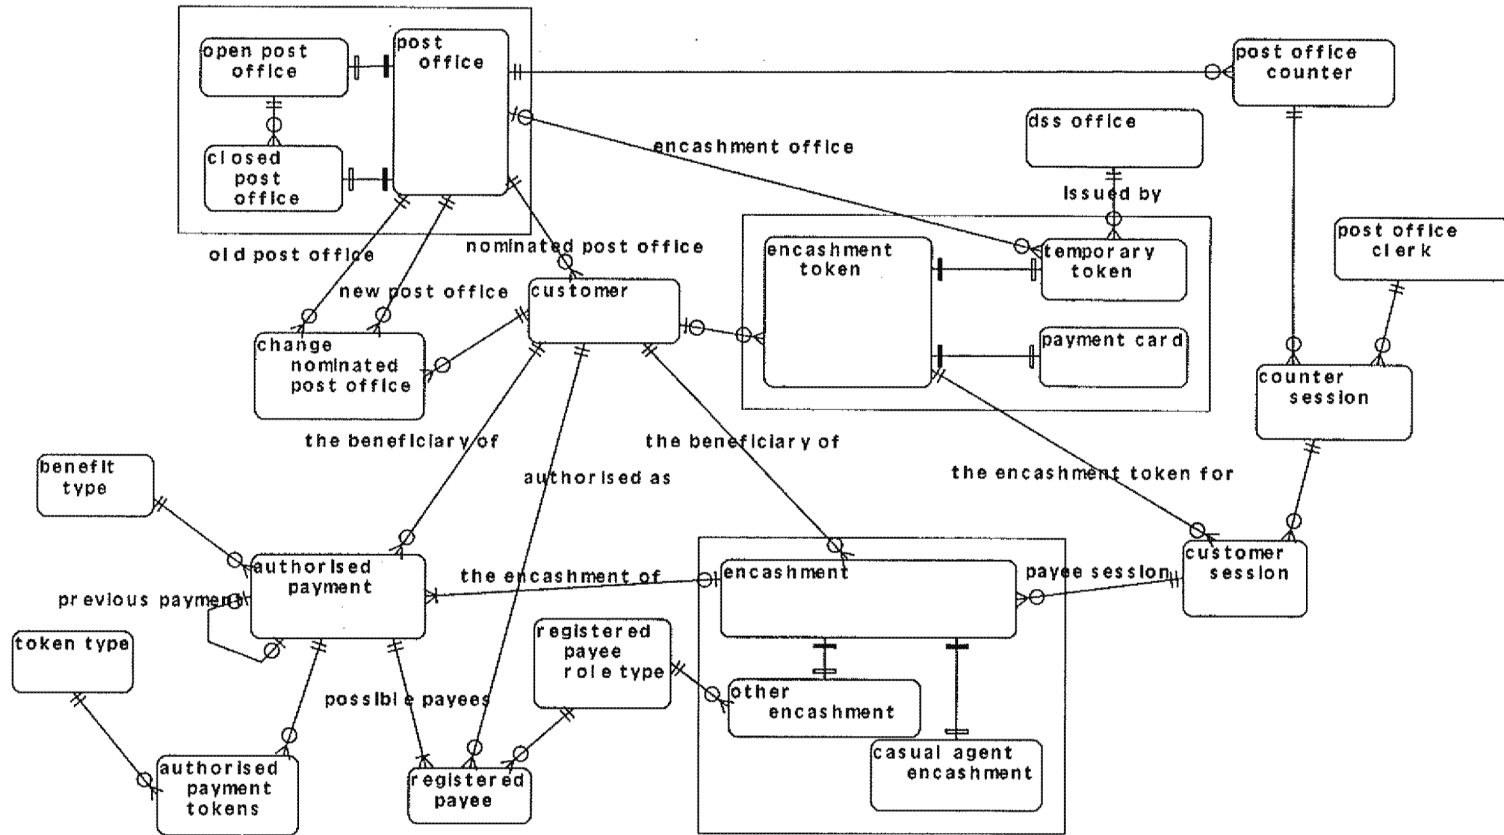 open post
office
post
office
post office
counter
closed
post
office
dss office
encashment office
issued by
old post office
nominated post office
encashment
token
temporary
token
post office
clerk
new post office
customer
change
nominated
post office
payment card
counter
session
the beneficiary of
the beneficiary of
authorised as
the encashment token for
benefit
type
authorised
payment
the encashment of
encashment
payee session
customer
session
previous payment
token type
registered
payee
role type
possible payees
other
encashment
casual agent
encashment
authorised
payment
tokens
registered
payee